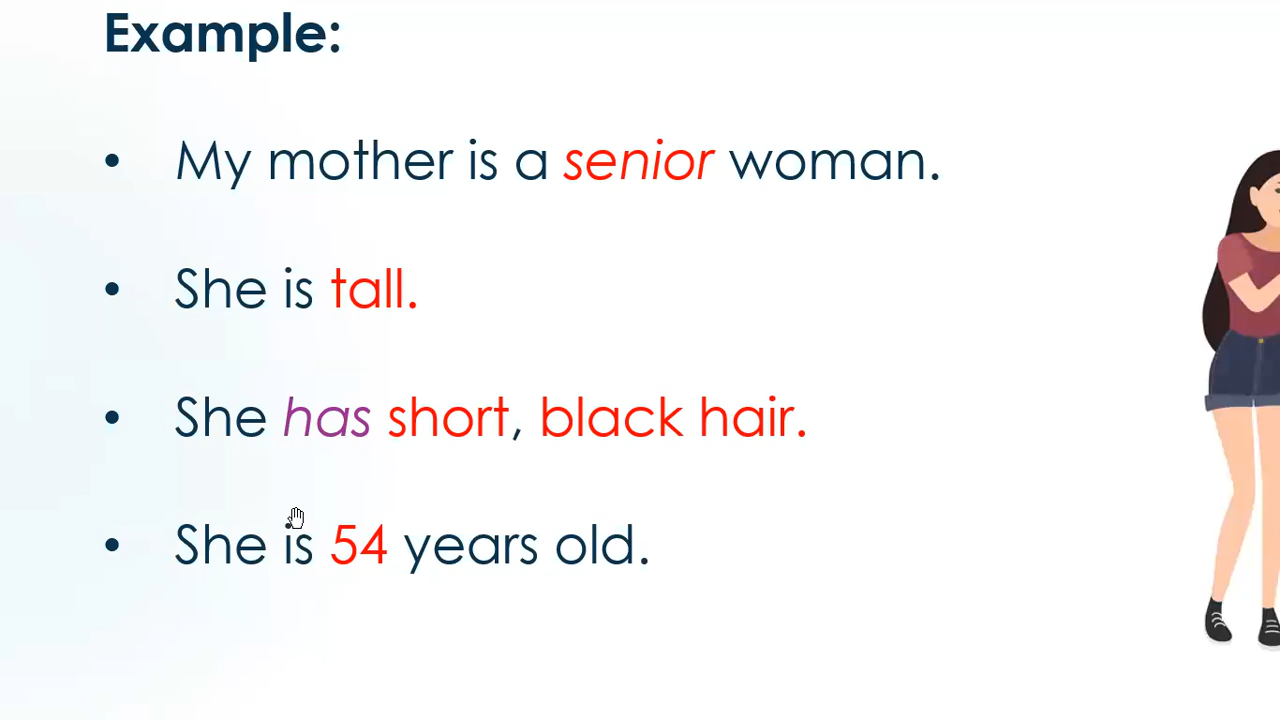 Example:
• My mother is a senior woman.
• She is tall.
• She has short, black hair.
• She is 54 years old.